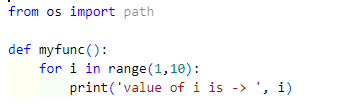 from os import path

def myfunc():
    for i in range(1,10):
        print('value of i is -> ', i)